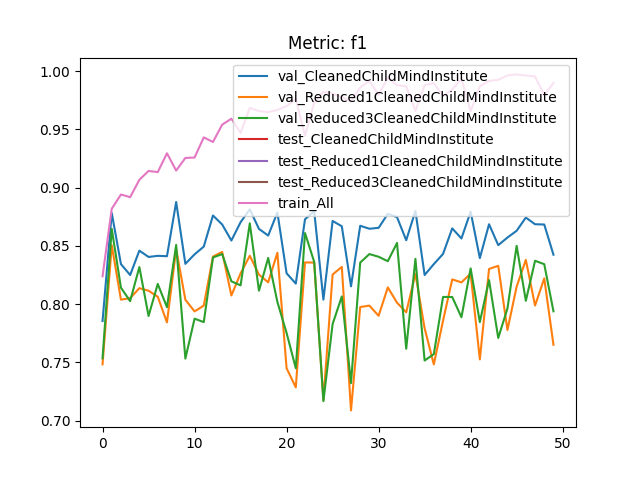 Metric: f1
1.00
0.95
0.90
0.85
0.80
0.75
0.70
0
10
20
30
40
50
val_CleanedChildMindInstitute
val_Reduced1CleanedChildMindInstitute
val_Reduced3CleanedChildMindInstitute
test_CleanedChildMindInstitute
test_Reduced1CleanedChildMindInstitute
test_Reduced3CleanedChildMindInstitute
train_All